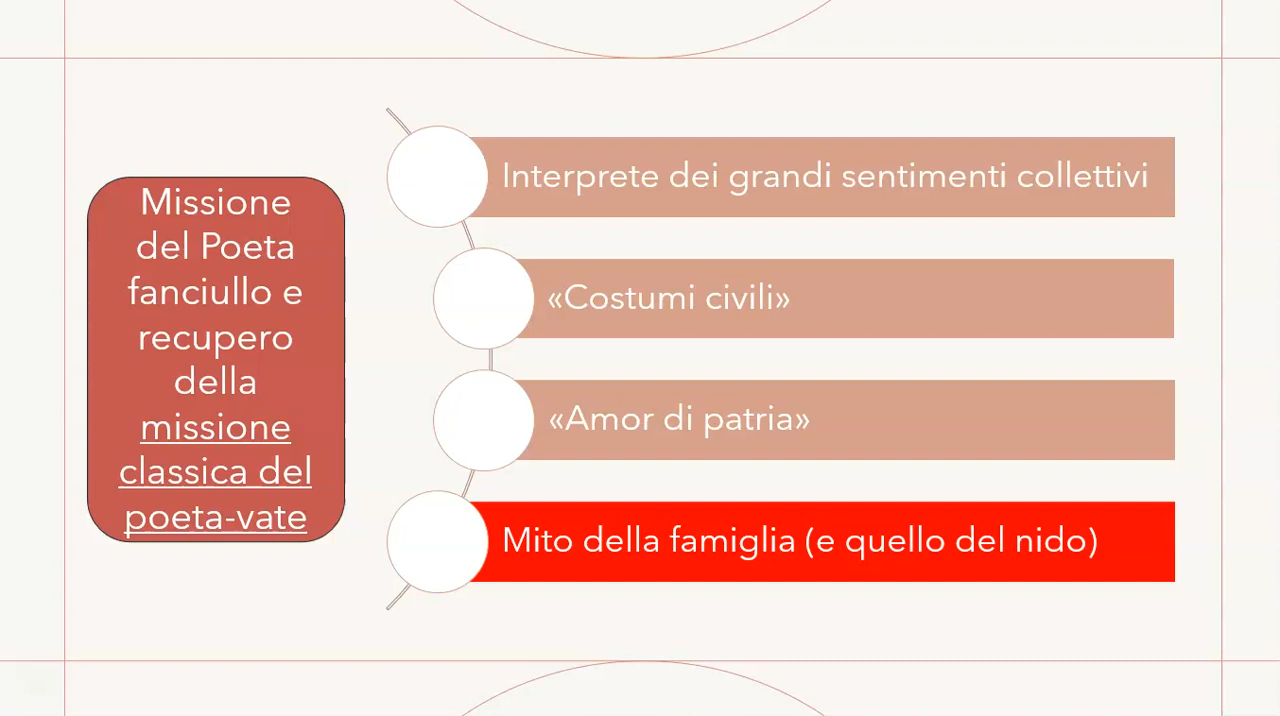 Missione
del Poeta
fanciullo e
recupero
della
missione
classica del
poeta-vate
Interprete dei grandi sentimenti collettivi
«Costumi civili»
«Amor di patria»
Mito della famiglia (e quello del nido)